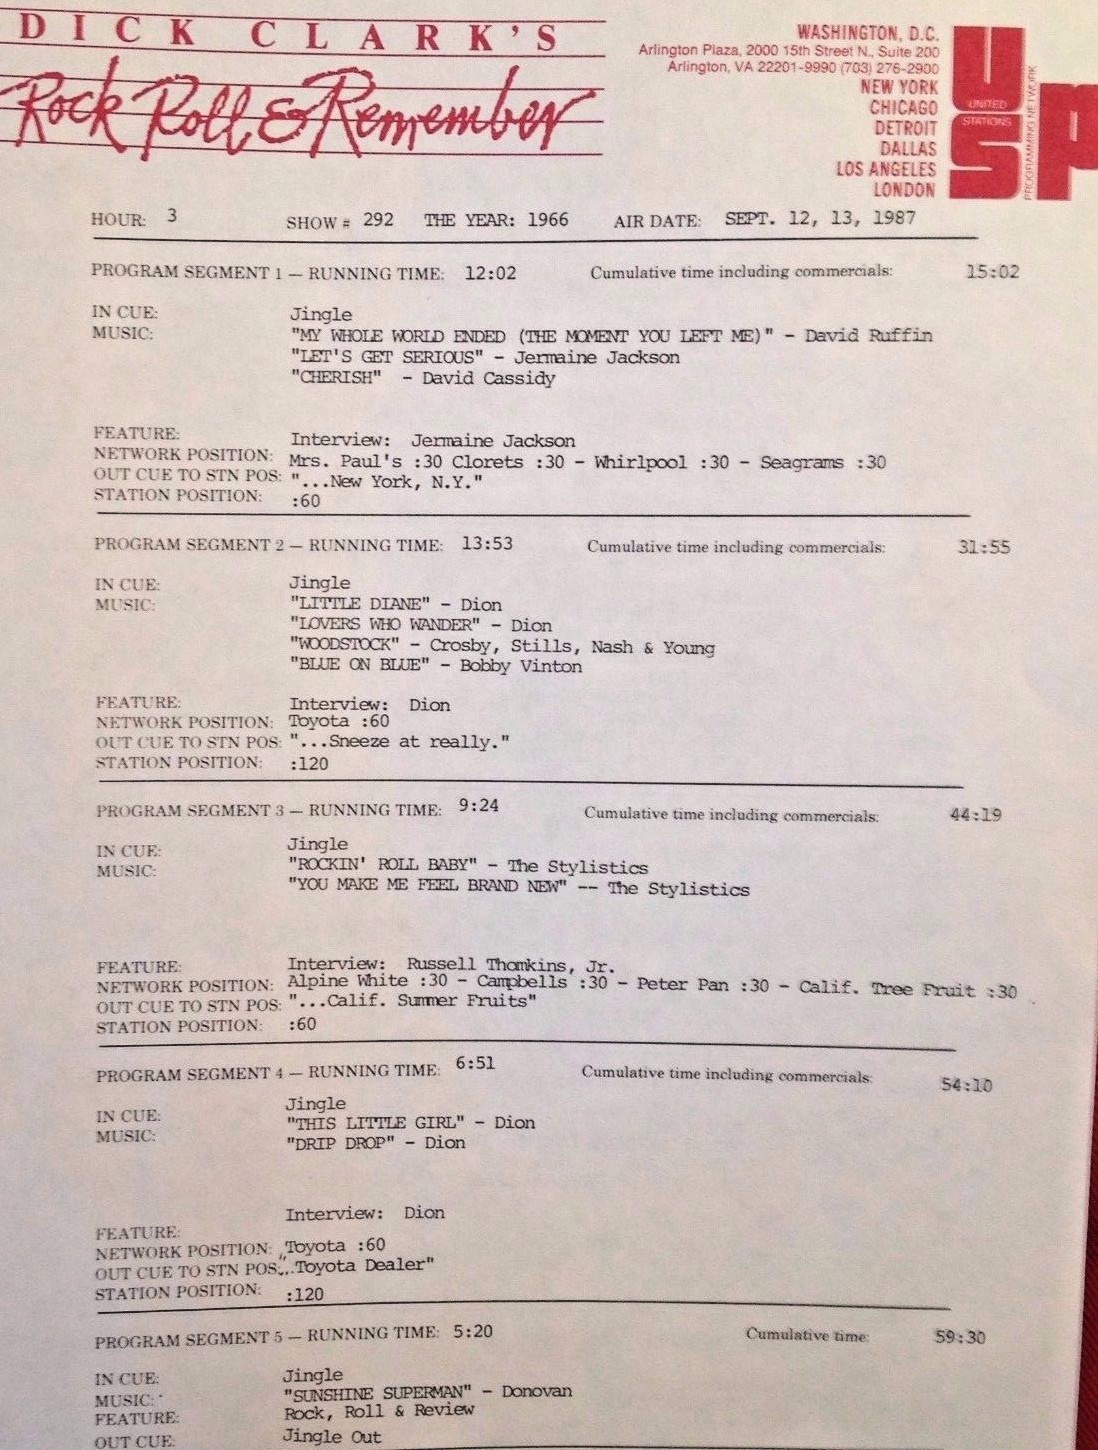 DICK CLARK'S
Rock Roll & Remember
WASHINGTON, D.C.
Arlington Plaza, 2000 15th Street N., Suite 200
Arlington, VA 22201-9990 (703) 276-2900
NEW YORK
CHICAGO
DETROIT
DALLAS
LOS ANGELES
LONDON
USP
UNITED
STATIONS
PROGRAMMING NETWORK
HOUR: 3 SHOW # 292 THE YEAR: 1966 AIR DATE: SEPT. 12, 13, 1987
PROGRAM SEGMENT 1 — RUNNING TIME: 12:02 Cumulative time including commercials: 15:02
IN CUE: Jingle
MUSIC: "MY WHOLE WORLD ENDED (THE MOMENT YOU LEFT ME)" - David Ruffin
"LET'S GET SERIOUS" - Jermaine Jackson
"CHERISH" - David Cassidy
FEATURE: Interview: Jermaine Jackson
NETWORK POSITION: Mrs. Paul's :30 Clorets :30 - Whirlpool :30 - Seagrams :30
OUT CUE TO STN POS: "...New York, N.Y."
STATION POSITION: :60
PROGRAM SEGMENT 2 — RUNNING TIME: 13:53 Cumulative time including commercials: 31:55
IN CUE: Jingle
MUSIC: "LITTLE DIANE" - Dion
"LOVERS WHO WANDER" - Dion
"WOODSTOCK" - Crosby, Stills, Nash & Young
"BLUE ON BLUE" - Bobby Vinton
FEATURE: Interview: Dion
NETWORK POSITION: Toyota :60
OUT CUE TO STN POS: "...Sneeze at really."
STATION POSITION: :120
PROGRAM SEGMENT 3 — RUNNING TIME: 9:24 Cumulative time including commercials: 44:19
IN CUE: Jingle
MUSIC: "ROCKIN' ROLL BABY" - The Stylistics
"YOU MAKE ME FEEL BRAND NEW" -- The Stylistics
FEATURE: Interview: Russell Thomkins, Jr.
NETWORK POSITION: Alpine White :30 - Campbells :30 - Peter Pan :30 - Calif. Tree Fruit :30
OUT CUE TO STN POS: "...Calif. Summer Fruits"
STATION POSITION: :60
PROGRAM SEGMENT 4 — RUNNING TIME: 6:51 Cumulative time including commercials: 54:10
IN CUE: Jingle
MUSIC: "THIS LITTLE GIRL" - Dion
"DRIP DROP" - Dion
FEATURE: Interview: Dion
NETWORK POSITION: Toyota :60
OUT CUE TO STN POS: "...Toyota Dealer"
STATION POSITION: :120
PROGRAM SEGMENT 5 — RUNNING TIME: 5:20 Cumulative time: 59:30
IN CUE: Jingle
MUSIC: "SUNSHINE SUPERMAN" - Donovan
FEATURE: Rock, Roll & Review
OUT CUE: Jingle Out